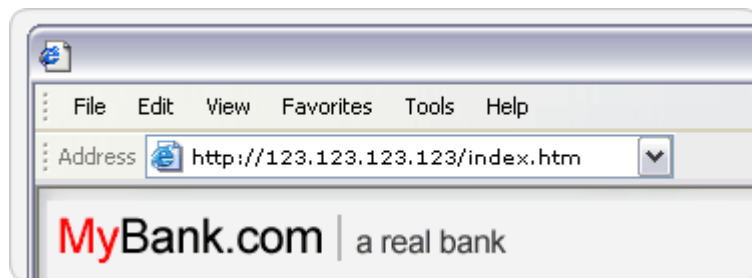 File Edit View Favorites Tools Help
Address http://123.123.123.123/index.htm
MyBank.com | a real bank